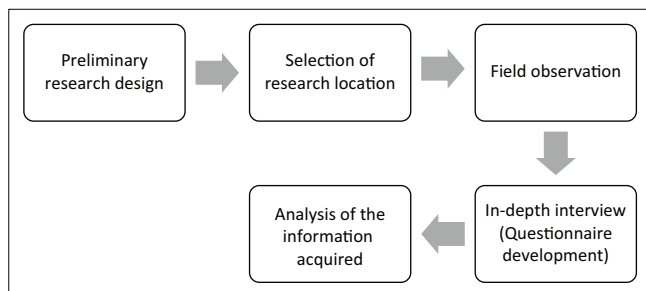 Preliminary
research design
Selection of
research location
Field observation
In-depth interview
(Questionnaire
development)
Analysis of the
information
acquired